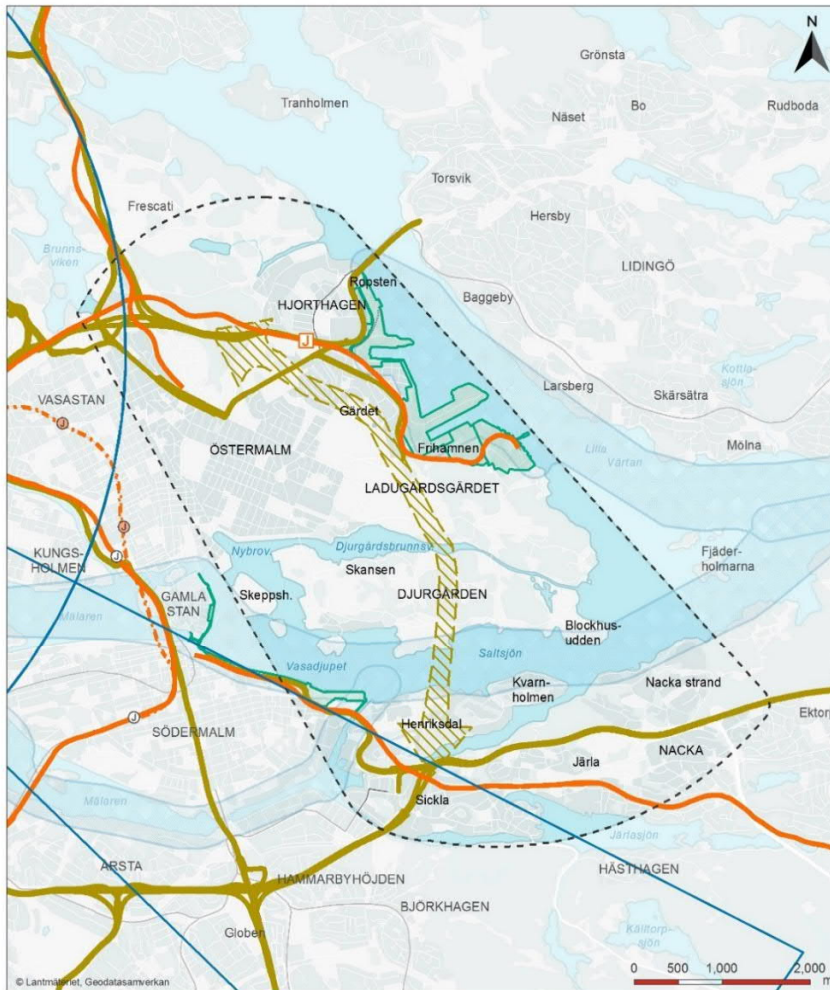 N
Grönsta
Tranholmen
Näset
Bo
Rudboda
Torsvik
Frescati
Hersby
Brunns-
viken
LIDINGÖ
Ropsten
HJORTHAGEN
Baggeby
J
Kottla-
sjön
Larsberg
Skärsätra
VASASTAN
Gärdet
J
Mölna
ÖSTERMALM
Frihamnen
Lilla
Värtan
LADUGÅRDSGÄRDET
J
Nybrov.
Djurgårdsbrunnsv.
KUNGS-
HOLMEN
J
Skansen
Fjäder-
holmarna
GAMLA
STAN
Skeppsh.
DJURGÅRDEN
Mälaren
Blockhus-
udden
Vasadjupet
Saltsjön
Kvarn-
holmen
Nacka strand
J
SÖDERMALM
Henriksdal
Ektorp
NACKA
Järla
Mälaren
Sickla
Järlasjön
ÅRSTA
HAMMARBYHÖJDEN
HÄSTHAGEN
BJÖRKHAGEN
Globen
Källtorp-
sjön
© Lantmäteriet, Geodatasamverkan
0 500 1,000 2,000
m